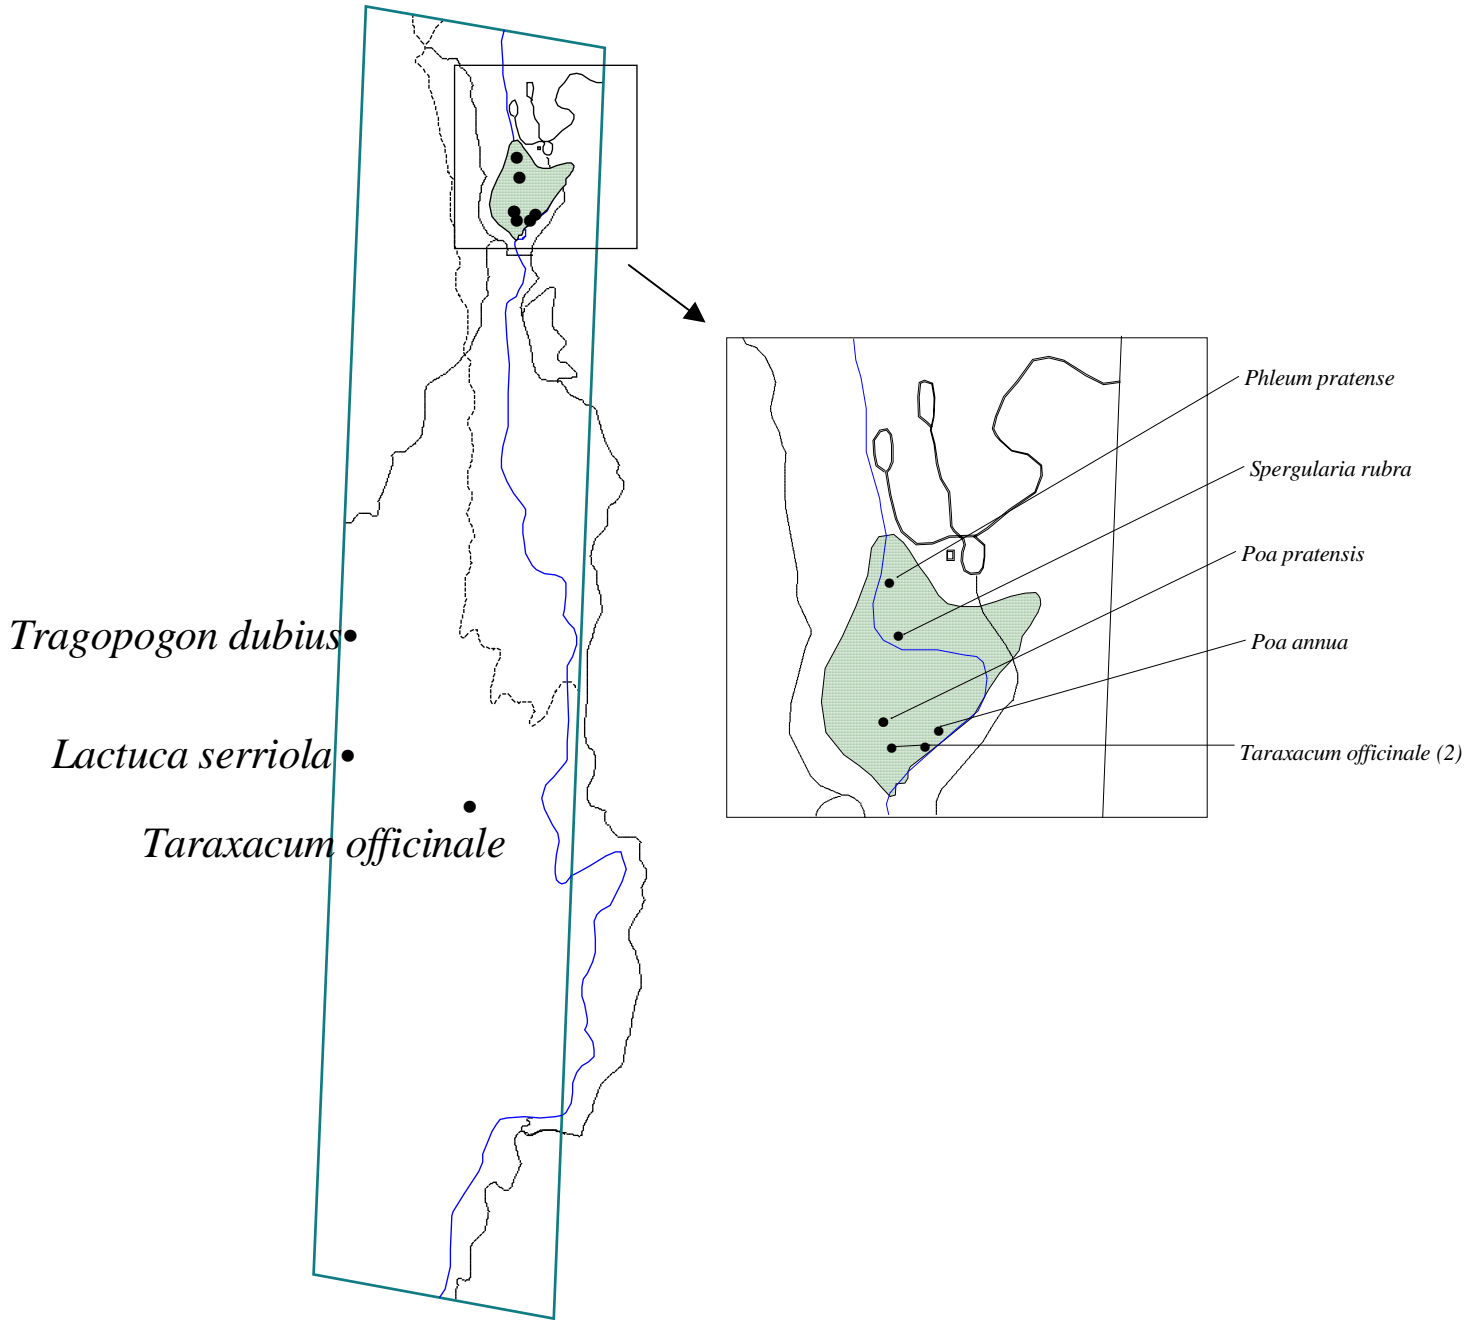 Phleum pratense
Spergularia rubra
Poa pratensis
Poa annua
Taraxacum officinale (2)
Tragopogon dubius
Lactuca serriola
Taraxacum officinale